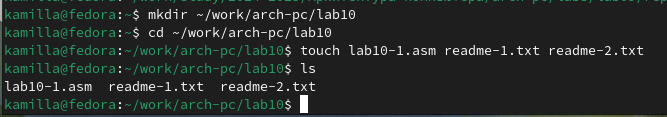 kamilla@fedora:~$ mkdir ~/work/arch-pc/lab10
kamilla@fedora:~$ cd ~/work/arch-pc/lab10
kamilla@fedora:~/work/arch-pc/lab10$ touch lab10-1.asm readme-1.txt readme-2.txt
kamilla@fedora:~/work/arch-pc/lab10$ ls
lab10-1.asm  readme-1.txt  readme-2.txt
kamilla@fedora:~/work/arch-pc/lab10$